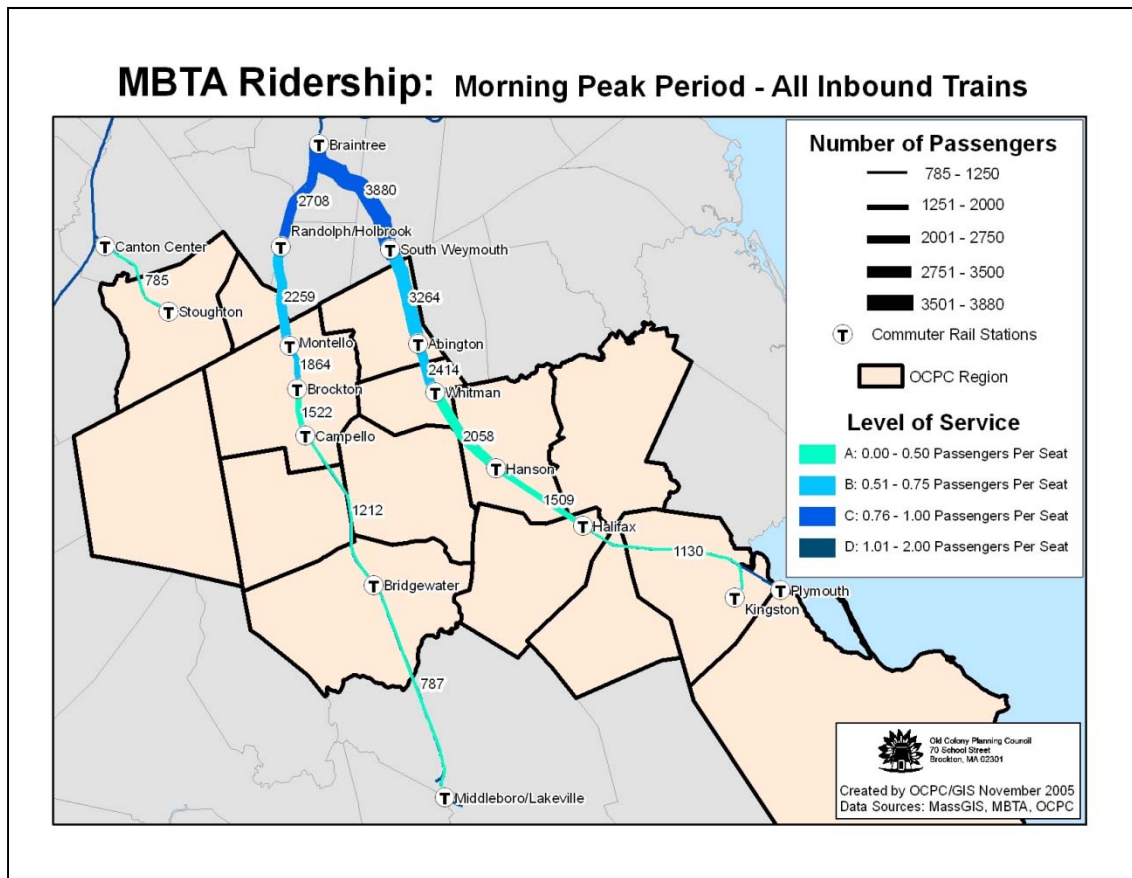 MBTA Ridership: Morning Peak Period - All Inbound Trains
Braintree
3880
2708
Randolph/Holbrook
South Weymouth
Canton Center
785
Stoughton
2259
3264
Montello
Abington
1864
2414
Brockton
Whitman
1522
Campello
2058
Hanson
1212
1509
Halifax
1130
Bridgewater
Kingston
Plymouth
787
Middleboro/Lakeville
Number of Passengers
785 - 1250
1251 - 2000
2001 - 2750
2751 - 3500
3501 - 3880
T Commuter Rail Stations
OCPC Region
Level of Service
A: 0.00 - 0.50 Passengers Per Seat
B: 0.51 - 0.75 Passengers Per Seat
C: 0.76 - 1.00 Passengers Per Seat
D: 1.01 - 2.00 Passengers Per Seat
Old Colony Planning Council
70 School Street
Brockton, MA 02301
Created by OCPC/GIS November 2005
Data Sources: MassGIS, MBTA, OCPC